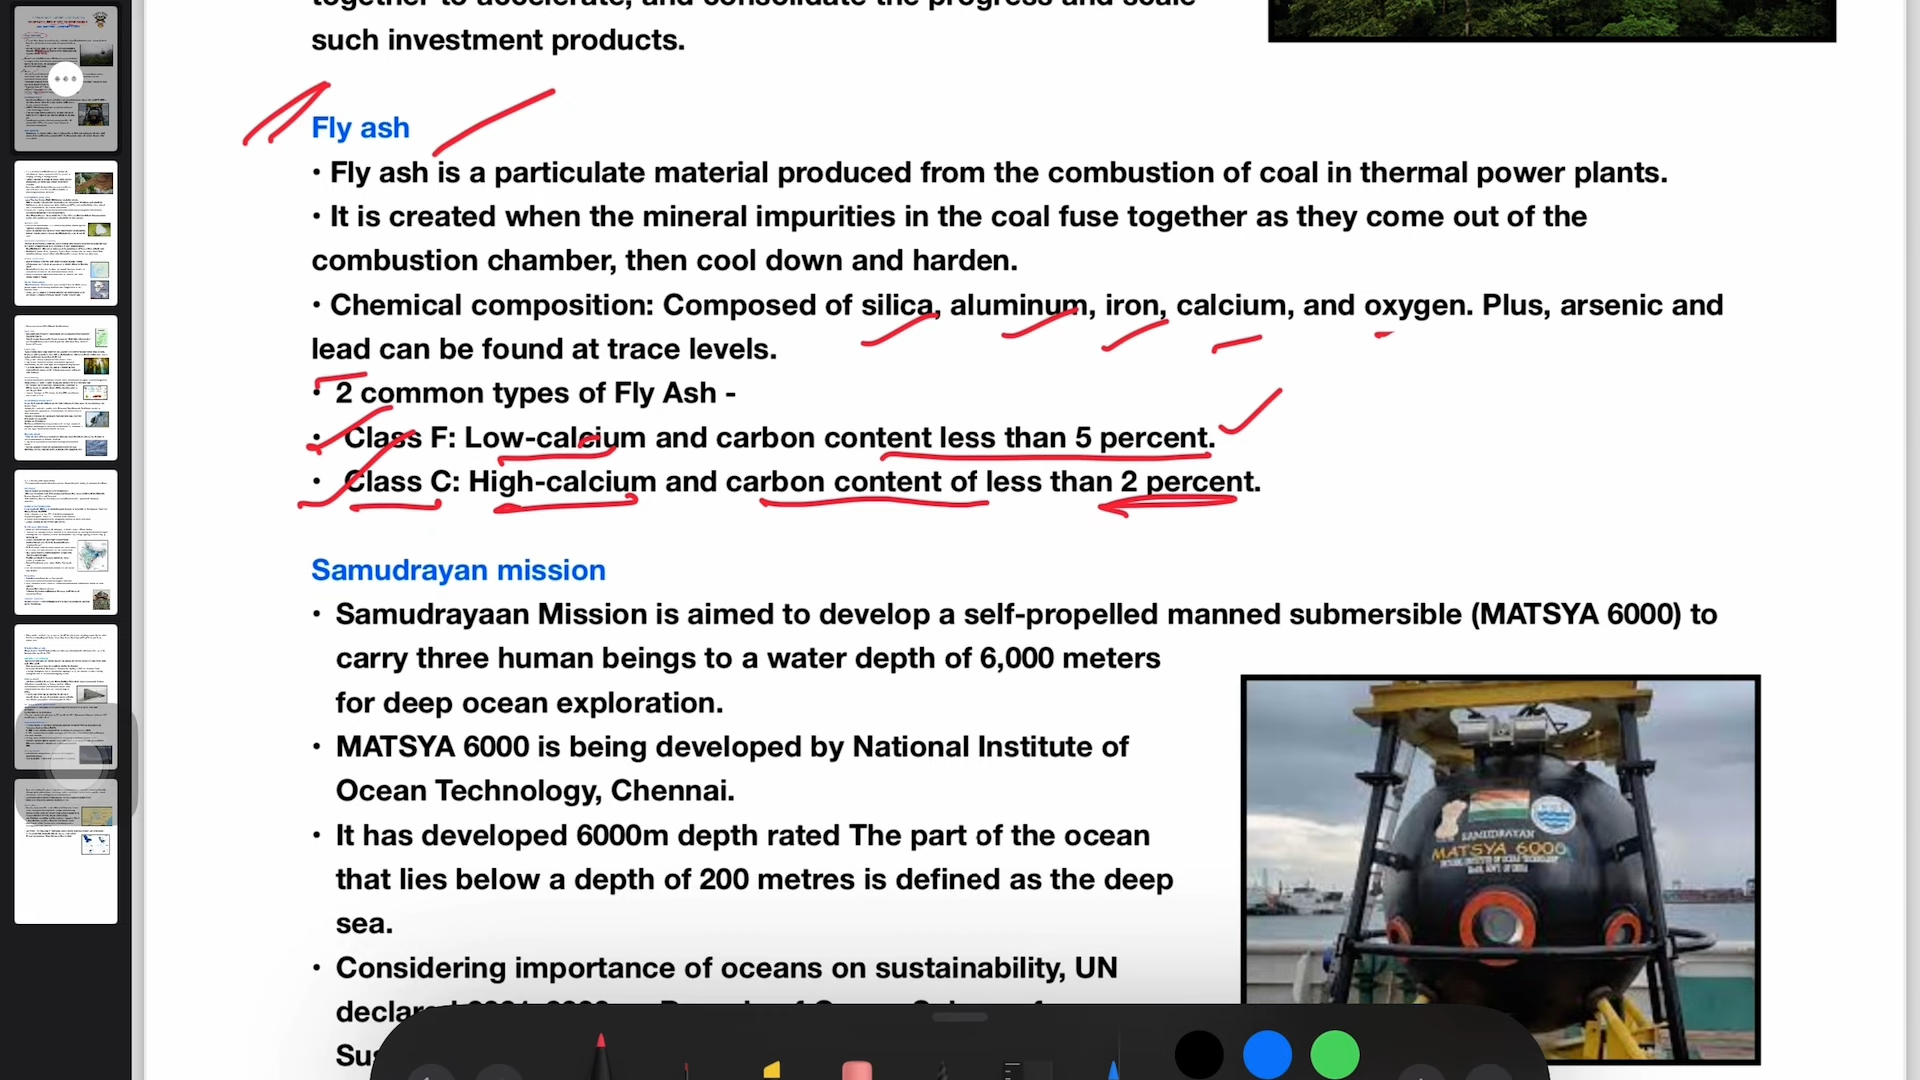 such investment products.
Fly ash
• Fly ash is a particulate material produced from the combustion of coal in thermal power plants.
• It is created when the mineral impurities in the coal fuse together as they come out of the
combustion chamber, then cool down and harden.
• Chemical composition: Composed of silica, aluminum, iron, calcium, and oxygen. Plus, arsenic and
lead can be found at trace levels.
• 2 common types of Fly Ash -
• Class F: Low-calcium and carbon content less than 5 percent.
• Class C: High-calcium and carbon content of less than 2 percent.
Samudrayan mission
• Samudrayaan Mission is aimed to develop a self-propelled manned submersible (MATSYA 6000) to
carry three human beings to a water depth of 6,000 meters
for deep ocean exploration.
• MATSYA 6000 is being developed by National Institute of
Ocean Technology, Chennai.
• It has developed 6000m depth rated The part of the ocean
that lies below a depth of 200 metres is defined as the deep
sea.
• Considering importance of oceans on sustainability, UN
SAMUDRAYAN
MATSYA 6000